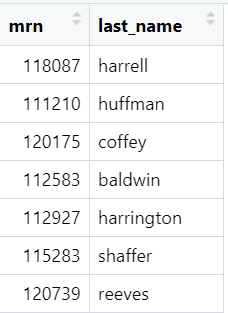 mrn last_name
118087 harrell
111210 huffman
120175 coffey
112583 baldwin
112927 harrington
115283 shaffer
120739 reeves